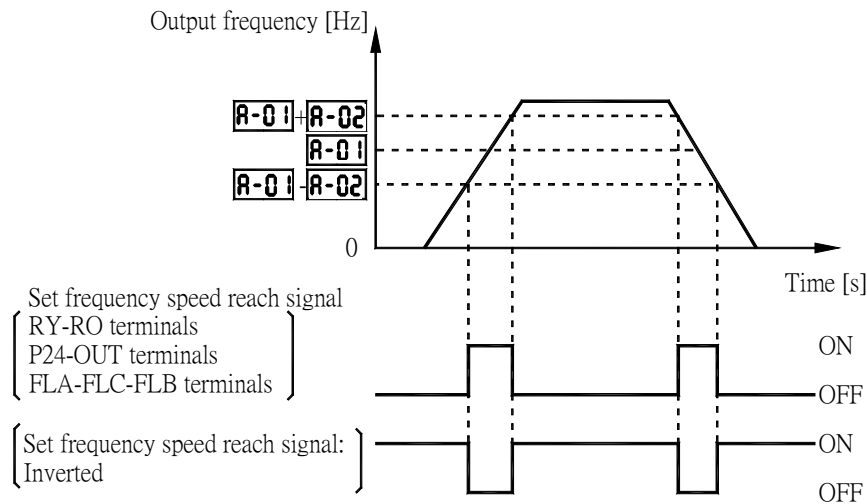 Output frequency [Hz]
A-01+A-02
A-01
A-01-A-02
0
Time [s]
Set frequency speed reach signal
RY-RO terminals
P24-OUT terminals
FLA-FLC-FLB terminals
ON
OFF
Set frequency speed reach signal:
Inverted
ON
OFF